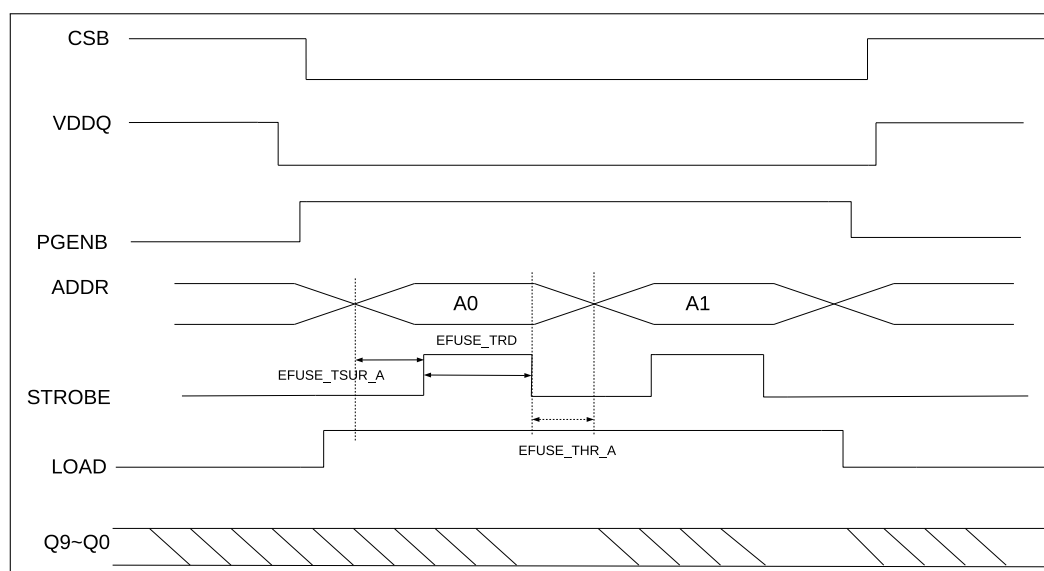 CSB
VDDQ
PGENB
ADDR
A0
A1
EFUSE_TRD
EFUSE_TSUR_A
STROBE
EFUSE_THR_A
LOAD
Q9~Q0